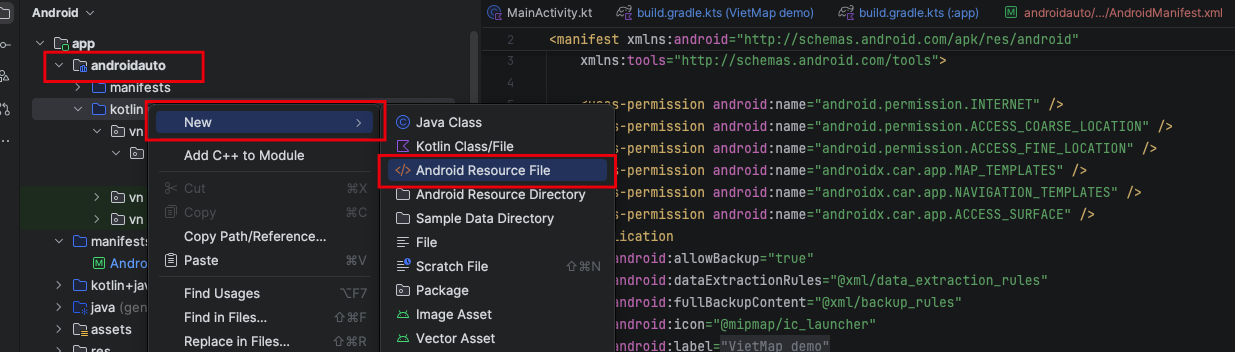 Android
MainActivity.kt
build.gradle.kts (VietMap demo)
build.gradle.kts (:app)
androidauto/.../AndroidManifest.xml
app
androidauto
manifests
kotlin
vn
vn
vn
manifests
Andro
kotlin+jav
java (gen
assets
res
New
Add C++ to Module
Cut ⌘X
Copy ⌘C
Copy Path/Reference...
Paste ⌘V
Find Usages ⌥F7
Find in Files... ⇧⌘F
Replace in Files... ⇧⌘R
Java Class
Kotlin Class/File
Android Resource File
Android Resource Directory
Sample Data Directory
File
Scratch File ⇧⌘N
Package
Image Asset
Vector Asset
2 <manifest xmlns:android="http://schemas.android.com/apk/res/android"
3 xmlns:tools="http://schemas.android.com/tools">
4
s-permission android:name="android.permission.INTERNET" />
s-permission android:name="android.permission.ACCESS_COARSE_LOCATION" />
s-permission android:name="android.permission.ACCESS_FINE_LOCATION" />
s-permission android:name="androidx.car.app.MAP_TEMPLATES" />
s-permission android:name="androidx.car.app.NAVIGATION_TEMPLATES" />
s-permission android:name="androidx.car.app.ACCESS_SURFACE" />
lication
android:allowBackup="true"
android:dataExtractionRules="@xml/data_extraction_rules"
android:fullBackupContent="@xml/backup_rules"
android:icon="@mipmap/ic_launcher"
android:label="VietMap demo"